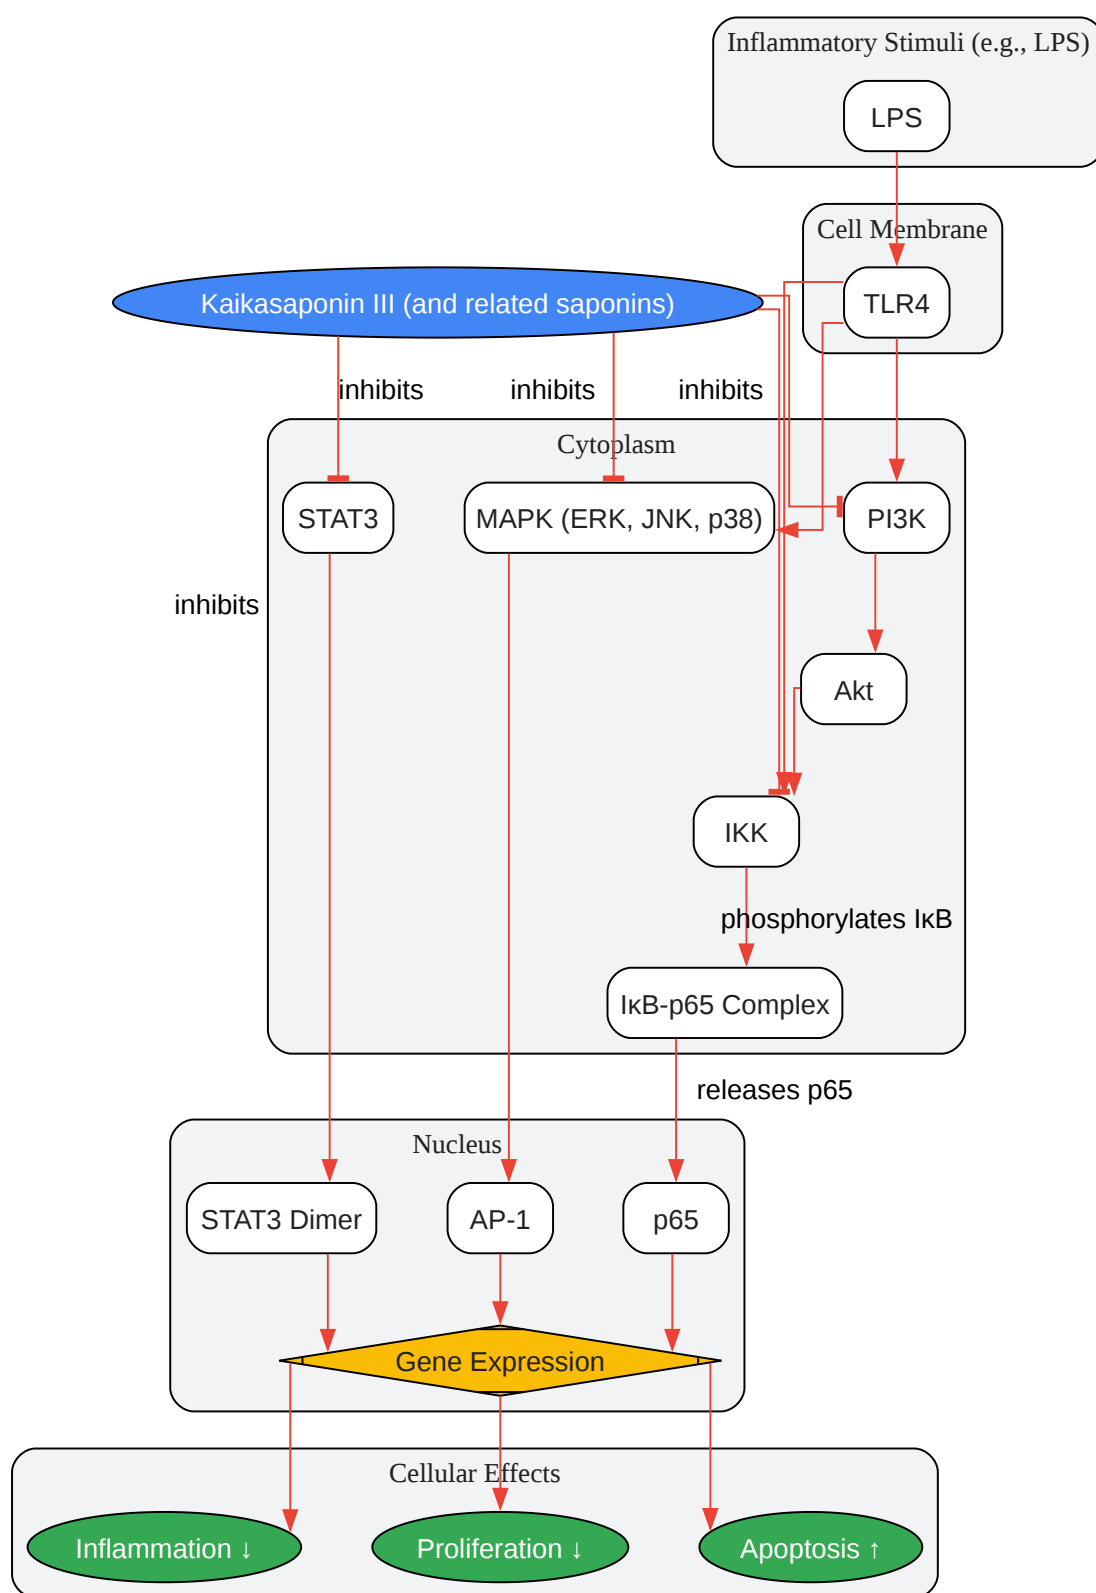 Inflammatory Stimuli (e.g., LPS)
LPS
Cell Membrane
Kaikasaponin III (and related saponins)
TLR4
inhibits
inhibits
inhibits
Cytoplasm
STAT3
MAPK (ERK, JNK, p38)
PI3K
inhibits
Akt
IKK
phosphorylates IκB
IκB-p65 Complex
releases p65
Nucleus
STAT3 Dimer
AP-1
p65
Gene Expression
Cellular Effects
Inflammation ↓
Proliferation ↓
Apoptosis ↑